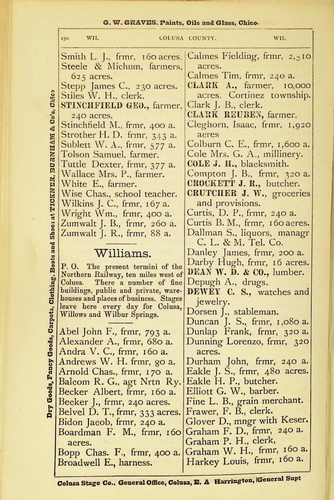 G. W. GRAVES, Paints, Oils and Glass, Chico.
150 WIL. COLUSA COUNTY. WIL.
Smith L. J., frmr, 160 acres.
Steele & Michum, farmers,
625 acres.
Stepp James C., 230 acres.
Stiles W. H., clerk.
STINCHFIELD GEO., farmer.
240 acres.
Stinchfield M., frmr, 400 a.
Strother H. D. frmr, 343 a.
Sublett W. A., frmr, 577 a.
Tolson Samuel, farmer.
Tuttle Dexter, frmr, 377 a.
Wallace Mrs. P., farmer.
White E., farmer.
Wise Chas., school teacher.
Wilkins J. C., frmr, 167 a.
Wright Wm., frmr, 400 a.
Zumwalt J. B., frmr, 260 a.
Zumwalt J. R., frmr, 88 a.
Williams.
P. O. The present termini of the
Northern Railway, ten miles west of
Colusa. There a number of fine
buildings, public and private, ware-
houses and places of business. Stages
leave here every day for Colusa,
Willows and Wilbur Springs.
Abel John F., frmr, 793 a.
Alexander A., frmr, 680 a.
Andra V. C., frmr, 160 a.
Andrews W. H. frmr, 90 a.
Arnold Chas., frmr, 170 a.
Balcom R. G., agt Nrtn Ry.
Becker Albert, frmr, 160 a.
Becker J., frmr, 240 acres.
Belvel D. T., frmr, 333 acres.
Bidon Jacob, frmr, 240 a.
Boardman F. M., frmr, 160
acres.
Bopp Chas. F., frmr, 400 a.
Broadwell E., harness.
Calmes Fielding, frmr, 2,510
acres.
Calmes Tim, frmr, 240 a.
CLARK A., farmer, 10,000
acres. Cortinez township.
Clark J. B., clerk.
CLARK REUBEN, farmer.
Cleghorn, Isaac, frmr, 1,920
acres
Colburn C. E., frmr, 1,600 a.
Cole Mrs. G. A., millinery.
COLE J. H., blacksmith.
Compton J. B., frmr, 320 a.
CROCKETT J. R., butcher.
CRUTCHER J. W., groceries
and provisions.
Curtis, D. P., frmr, 240 a.
Curtis B. M., frmr, 160 acres.
Dallman S., liquors, managr
C. L. & M. Tel. Co.
Danley James, frmr, 200 a.
Darby Hugh, frmr, 16 acres.
DEAN W. D. & CO., lumber.
Depugh A., drugs.
DEWEY C. S., watches and
jewelry.
Dorsen J., stableman.
Duncan J. S., frmr, 1,080 a.
Dunlap Frank, frmr, 320 a.
Dunning Lorenzo, frmr, 320
acres.
Durham John, frmr, 240 a.
Eakle J. S., frmr, 480 acres.
Eakle H. P., butcher.
Elliott G. W., barber.
Fine L. B., grain merchant.
Frawer, F. B., clerk.
Glover D., mngr with Keser.
Graham F. D., frmr, 240 a.
Graham P. H., clerk,
Graham W. H., frmr, 160 a.
Harkey Louis, frmr, 160 a.
Dry Goods, Fancy Goods, Carpets, Clothing, Boots and Shoes at TICKNER, BURNHAM & Co's, Chico
Colusa Stage Co., General Office, Colusa, E. A Harrington, General Supt